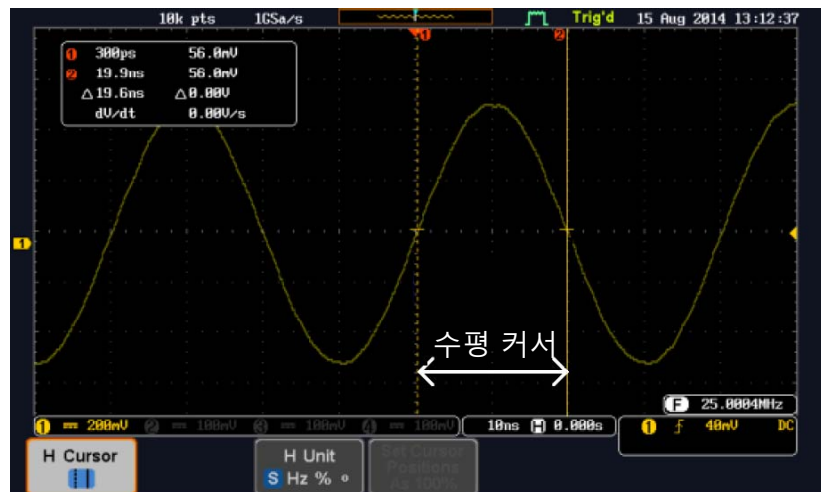 10k pts 1GSa/s Trig'd 15 Aug 2014 13:12:37
1 2
1 300ps 56.0mV
2 19.9ns 56.0mV
△19.6ns △0.00V
dV/dt 0.00V/s
1
수평 커서
F 25.0004MHz
1 200mV 2 100mV 3 100mV 4 100mV 10ns H 0.000s 1 40mV DC
H Cursor
H Unit
S Hz % °
Set Cursor
Positions
As 100%